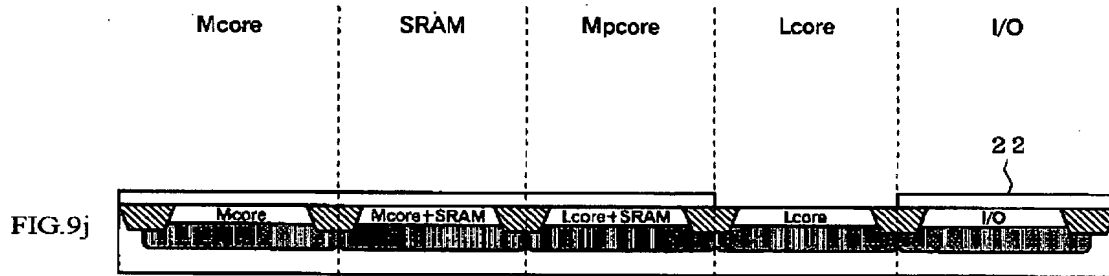 Mcore SRAM Mpcore Lcore I/O
22
FIG.9j Mcore Mcore+SRAM Lcore+SRAM Lcore I/O